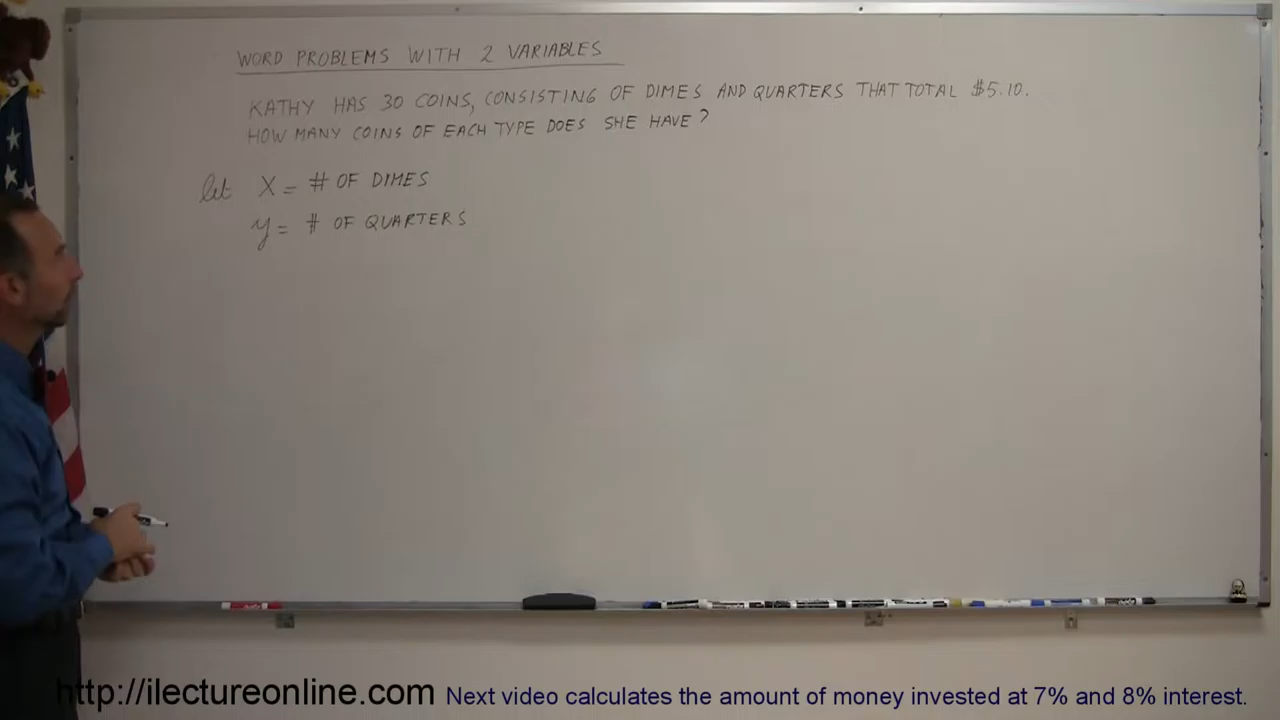 WORD PROBLEMS WITH 2 VARIABLES
KATHY HAS 30 COINS, CONSISTING OF DIMES AND QUARTERS THAT TOTAL $5.10.
HOW MANY COINS OF EACH TYPE DOES SHE HAVE?
let X = # OF DIMES
y = # OF QUARTERS
http://ilectureonline.com Next video calculates the amount of money invested at 7% and 8% interest.